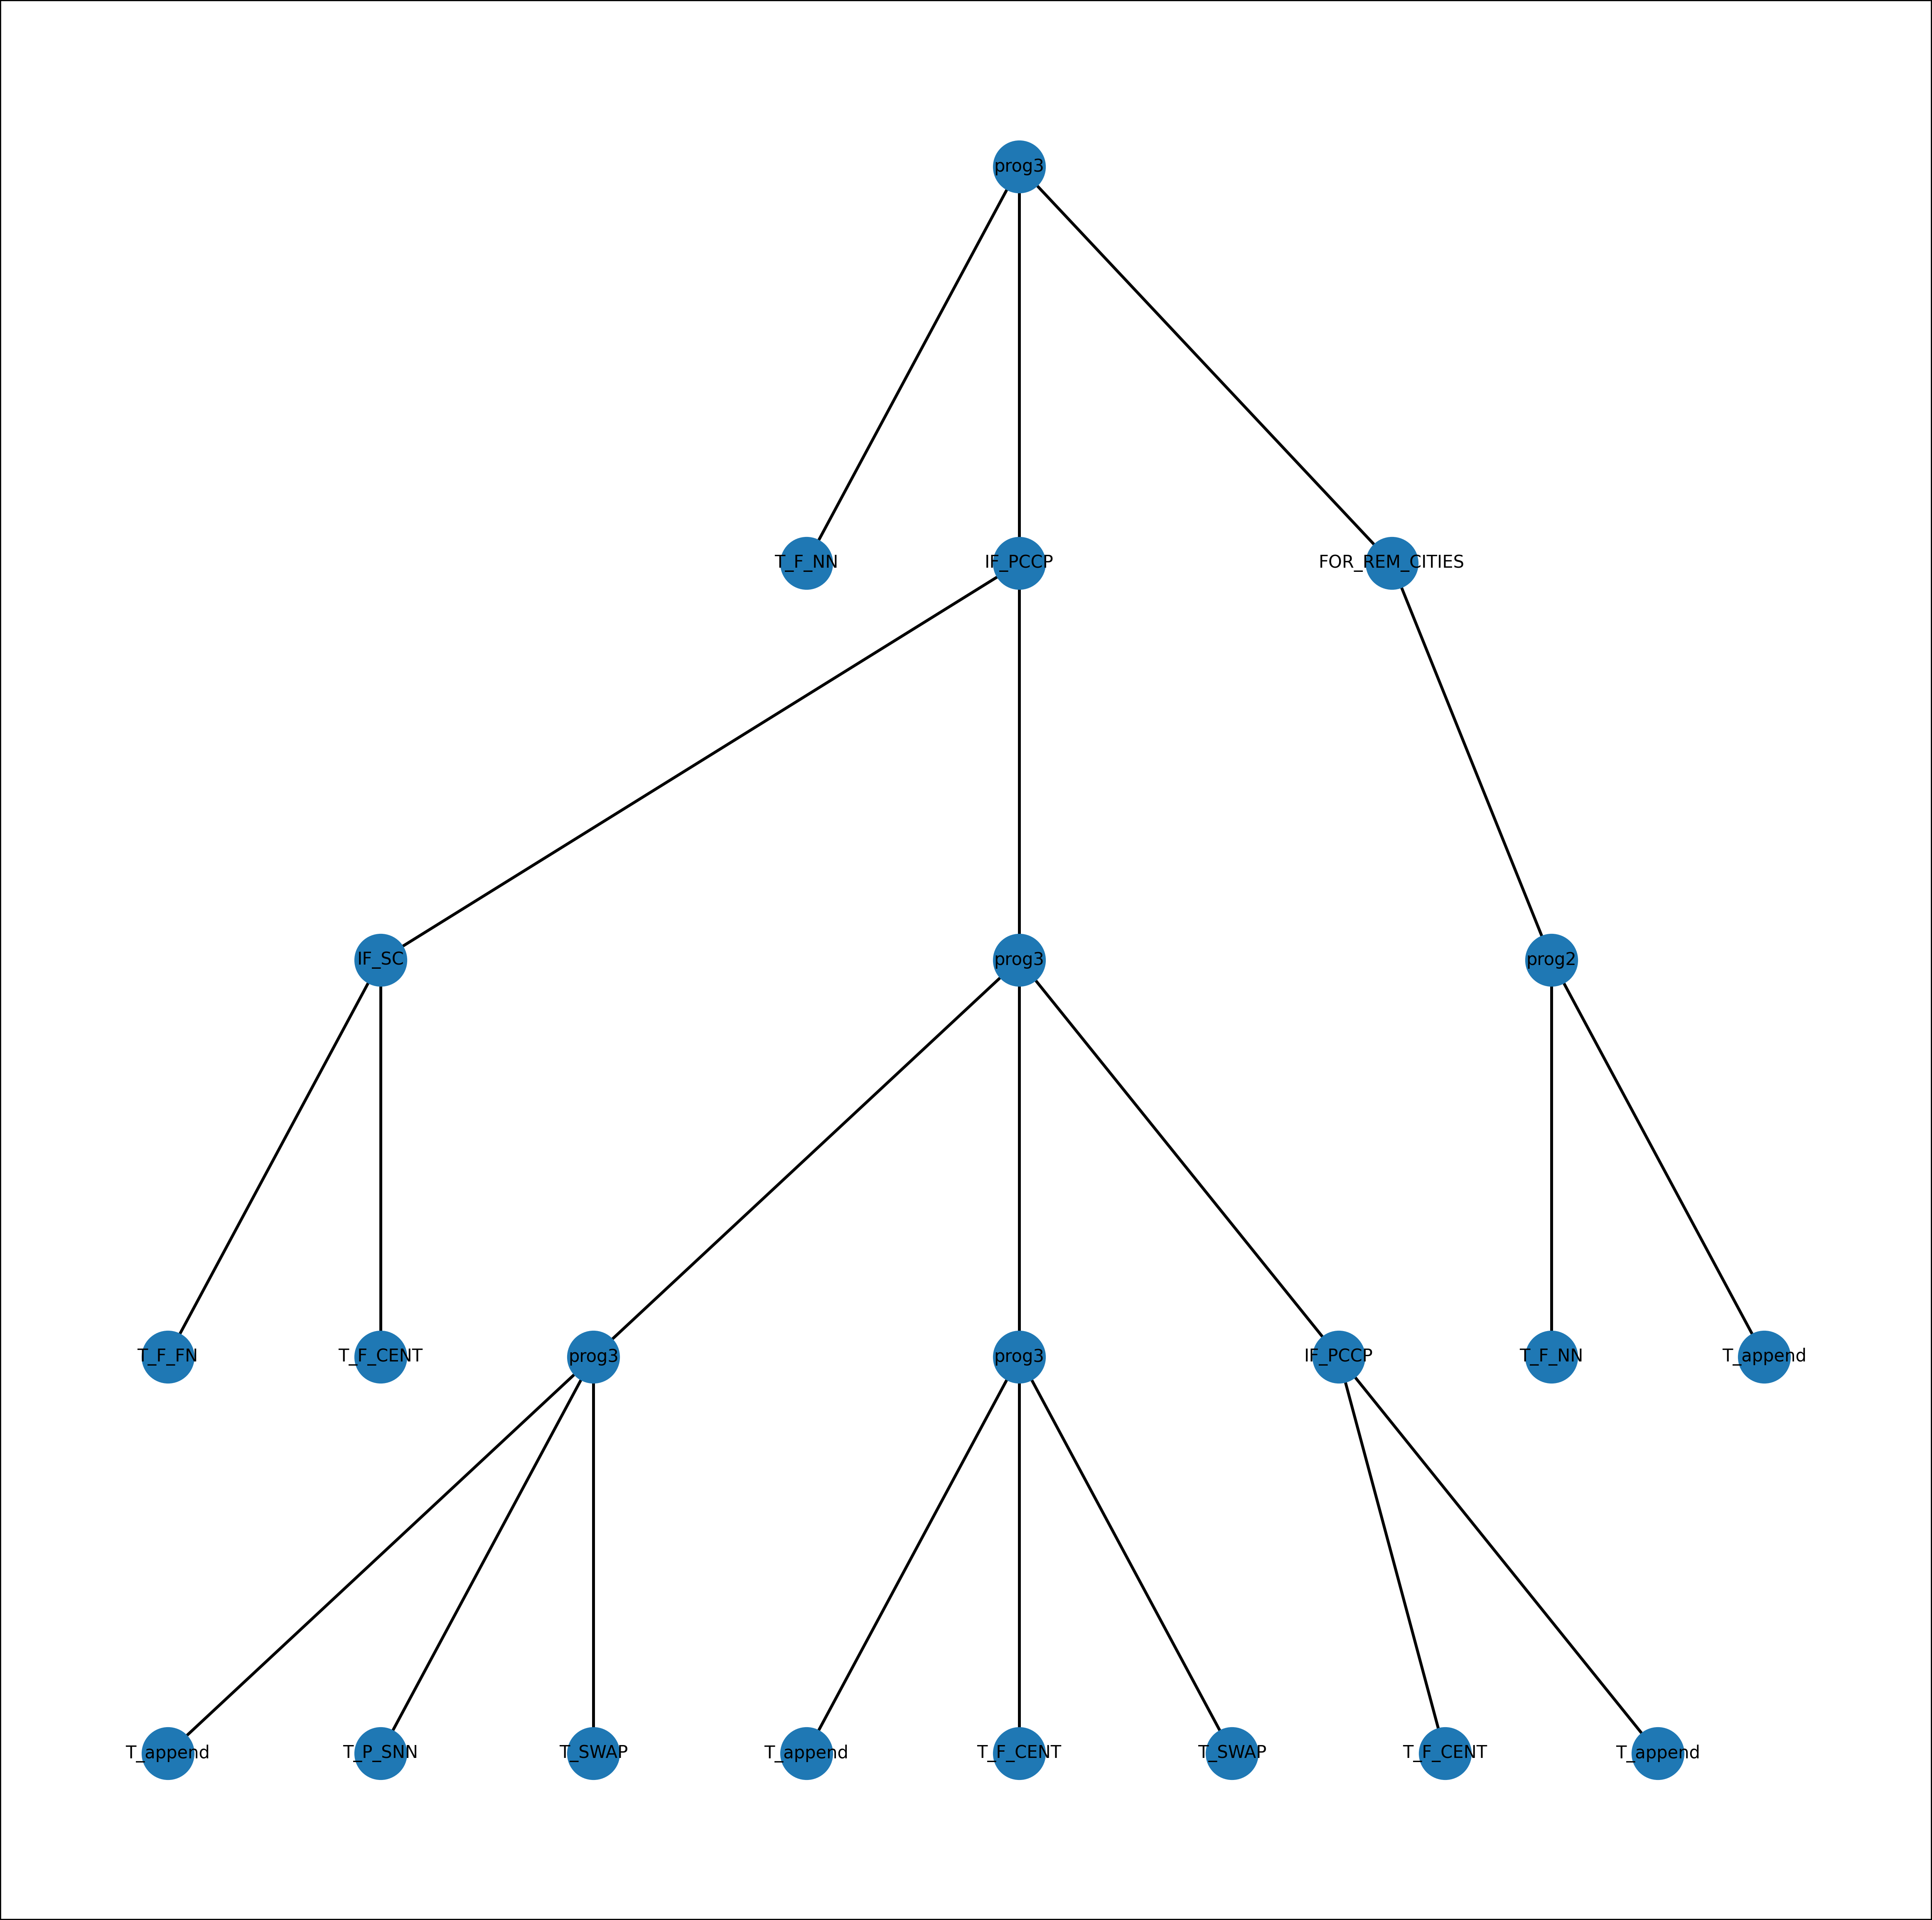 prog3
T_F_NN IF_PCCP FOR_REM_CITIES
IF_SC prog3 prog2
T_F_FN T_F_CENT prog3 prog3 IF_PCCP T_F_NN T_append
T_append T_P_SNN T_SWAP T_append T_F_CENT T_SWAP T_F_CENT T_append